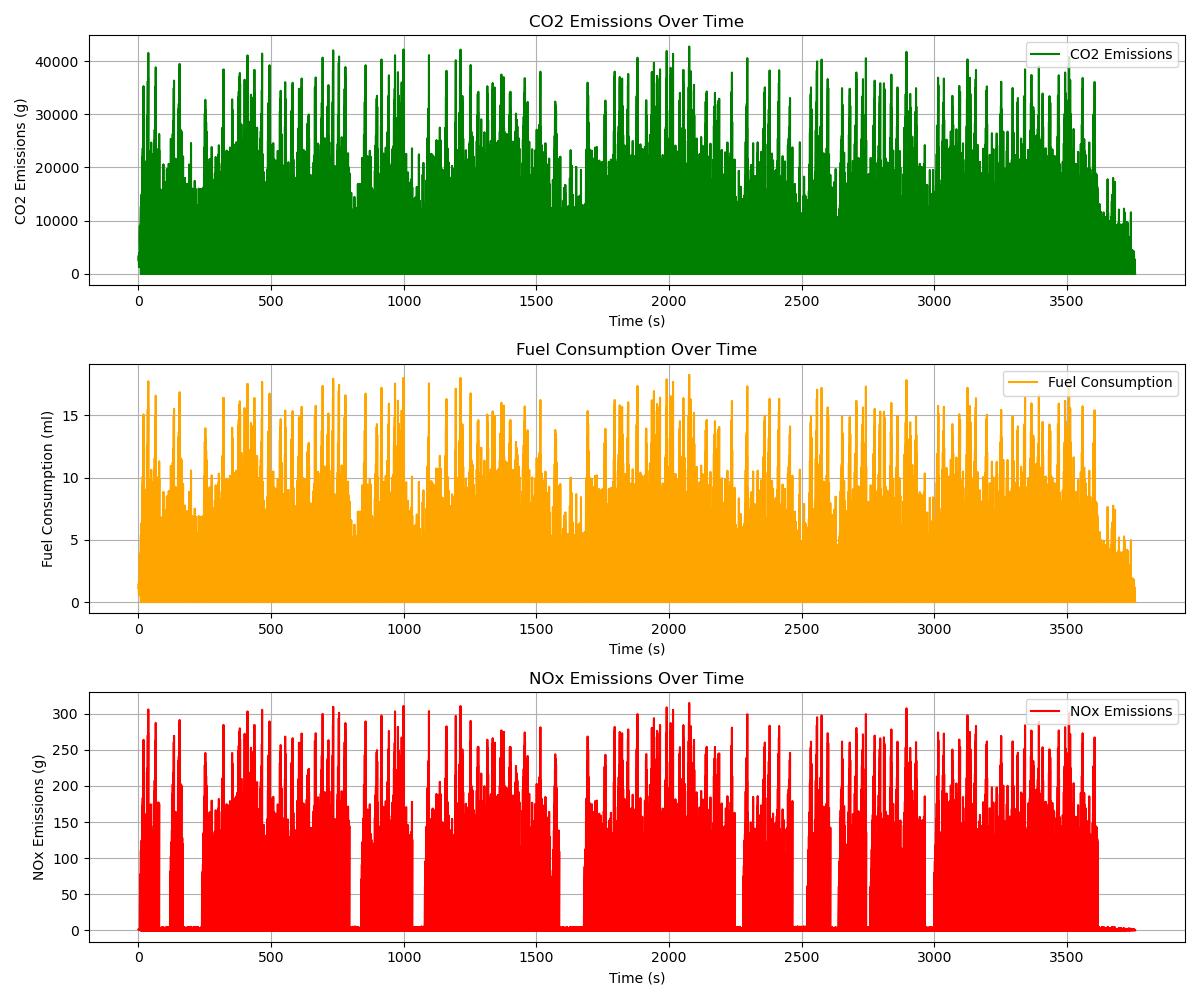 CO2 Emissions Over Time
CO2 Emissions (g)
40000
30000
20000
10000
0
CO2 Emissions
0 500 1000 1500 2000 2500 3000 3500
Time (s)
Fuel Consumption Over Time
Fuel Consumption (ml)
15
10
5
0
Fuel Consumption
0 500 1000 1500 2000 2500 3000 3500
Time (s)
NOx Emissions Over Time
NOx Emissions (g)
300
250
200
150
100
50
0
NOx Emissions
0 500 1000 1500 2000 2500 3000 3500
Time (s)